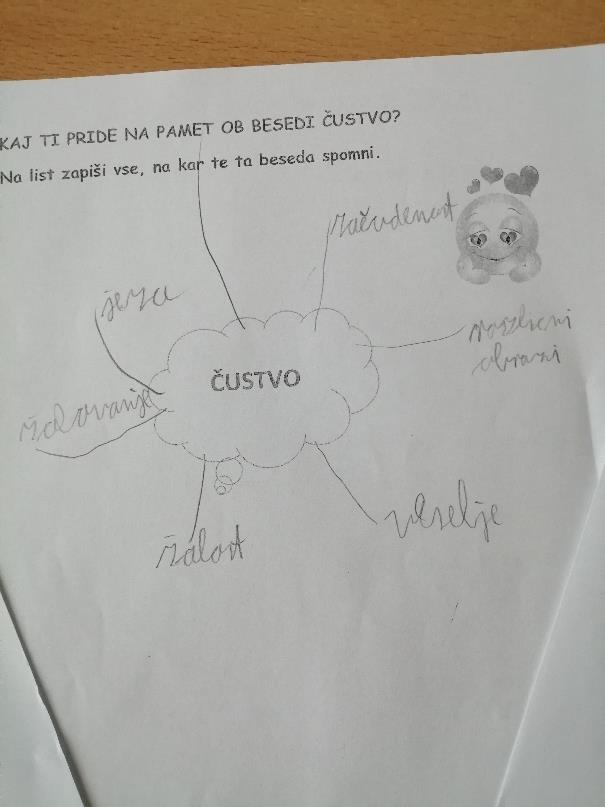 KAJ TI PRIDE NA PAMET OB BESEDI ČUSTVO?
Na list zapiši vse, na kar te ta beseda spomni.
začudenost
jeza
različni
obrazi
ČUSTVO
žalovanje
veselje
žalost